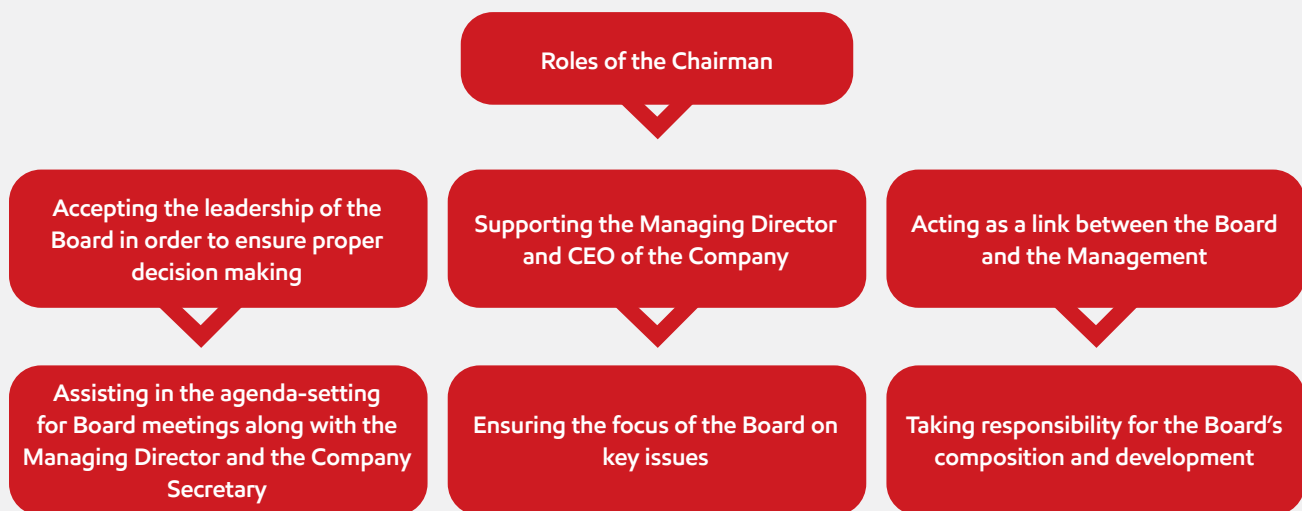 Roles of the Chairman
Accepting the leadership of the
Board in order to ensure proper
decision making
Supporting the Managing Director
and CEO of the Company
Acting as a link between the Board
and the Management
Assisting in the agenda-setting
for Board meetings along with the
Managing Director and the Company
Secretary
Ensuring the focus of the Board on
key issues
Taking responsibility for the Board’s
composition and development